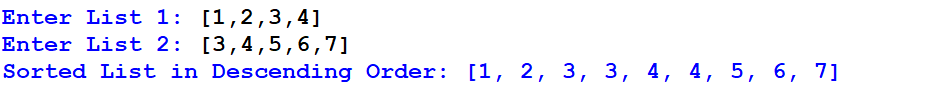 Enter List 1: [1,2,3,4]
Enter List 2: [3,4,5,6,7]
Sorted List in Descending Order: [1, 2, 3, 3, 4, 4, 5, 6, 7]